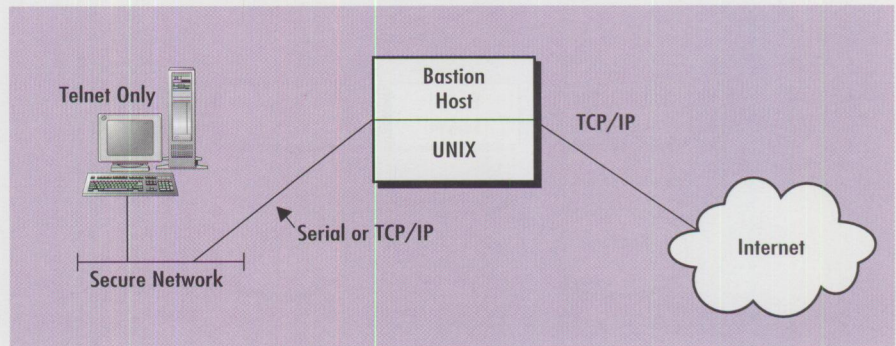 Telnet Only
Bastion
Host
UNIX
TCP/IP
Serial or TCP/IP
Secure Network
Internet